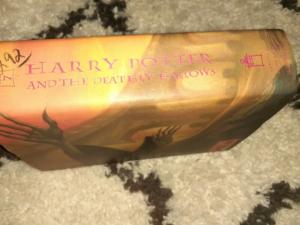 HARRY POTTER
AND THE DEATHLY HALLOWS